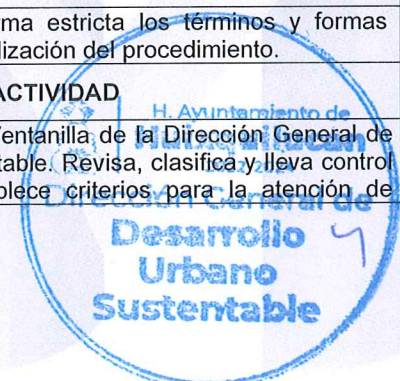 rma estricta los términos y formas
lización del procedimiento.
ACTIVIDAD
H. Ayuntamiento de
entanilla de la Dirección General de
table. Revisa, clasifica y lleva control
blece criterios para la atención de
Dirección General de
Desarrollo
Urbano
Sustentable